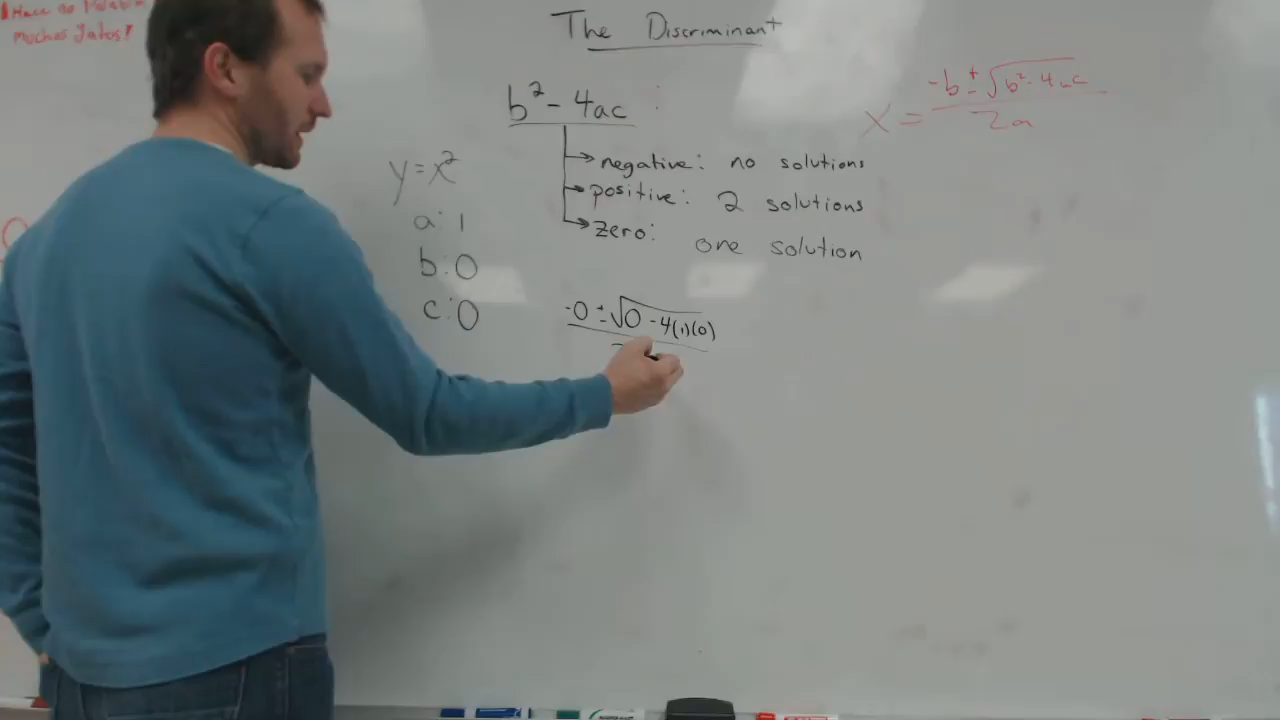 Muchos gatos!
The Discriminant
x = -b ± √b² - 4ac
2a
b² - 4ac :
negative: no solutions
positive: 2 solutions
zero: one solution
y = x²
a: 1
b: 0
c: 0
-0 ± √0 - 4(1)(0)